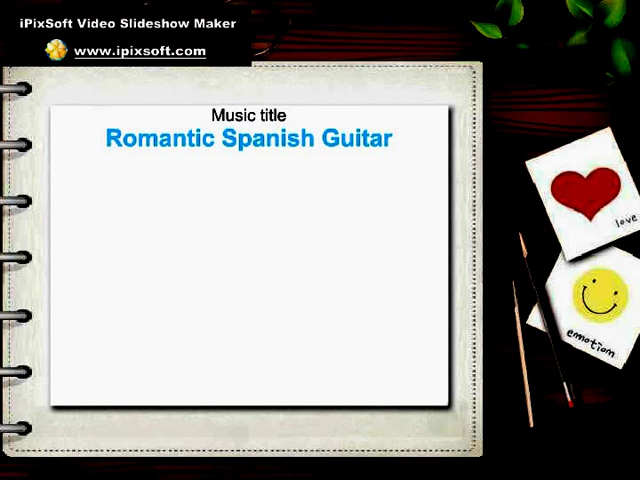 iPixSoft Video Slideshow Maker
www.ipixsoft.com
Music title
Romantic Spanish Guitar
love
emotion